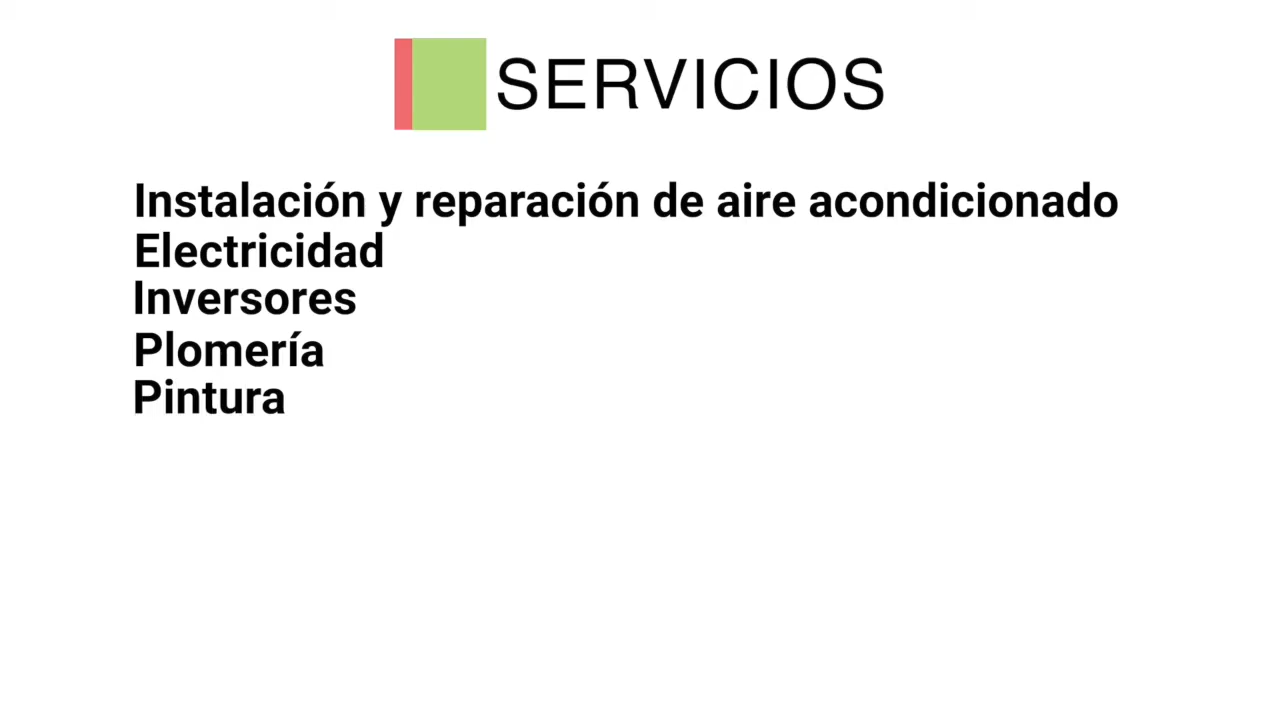 SERVICIOS
Instalación y reparación de aire acondicionado
Electricidad
Inversores
Plomería
Pintura